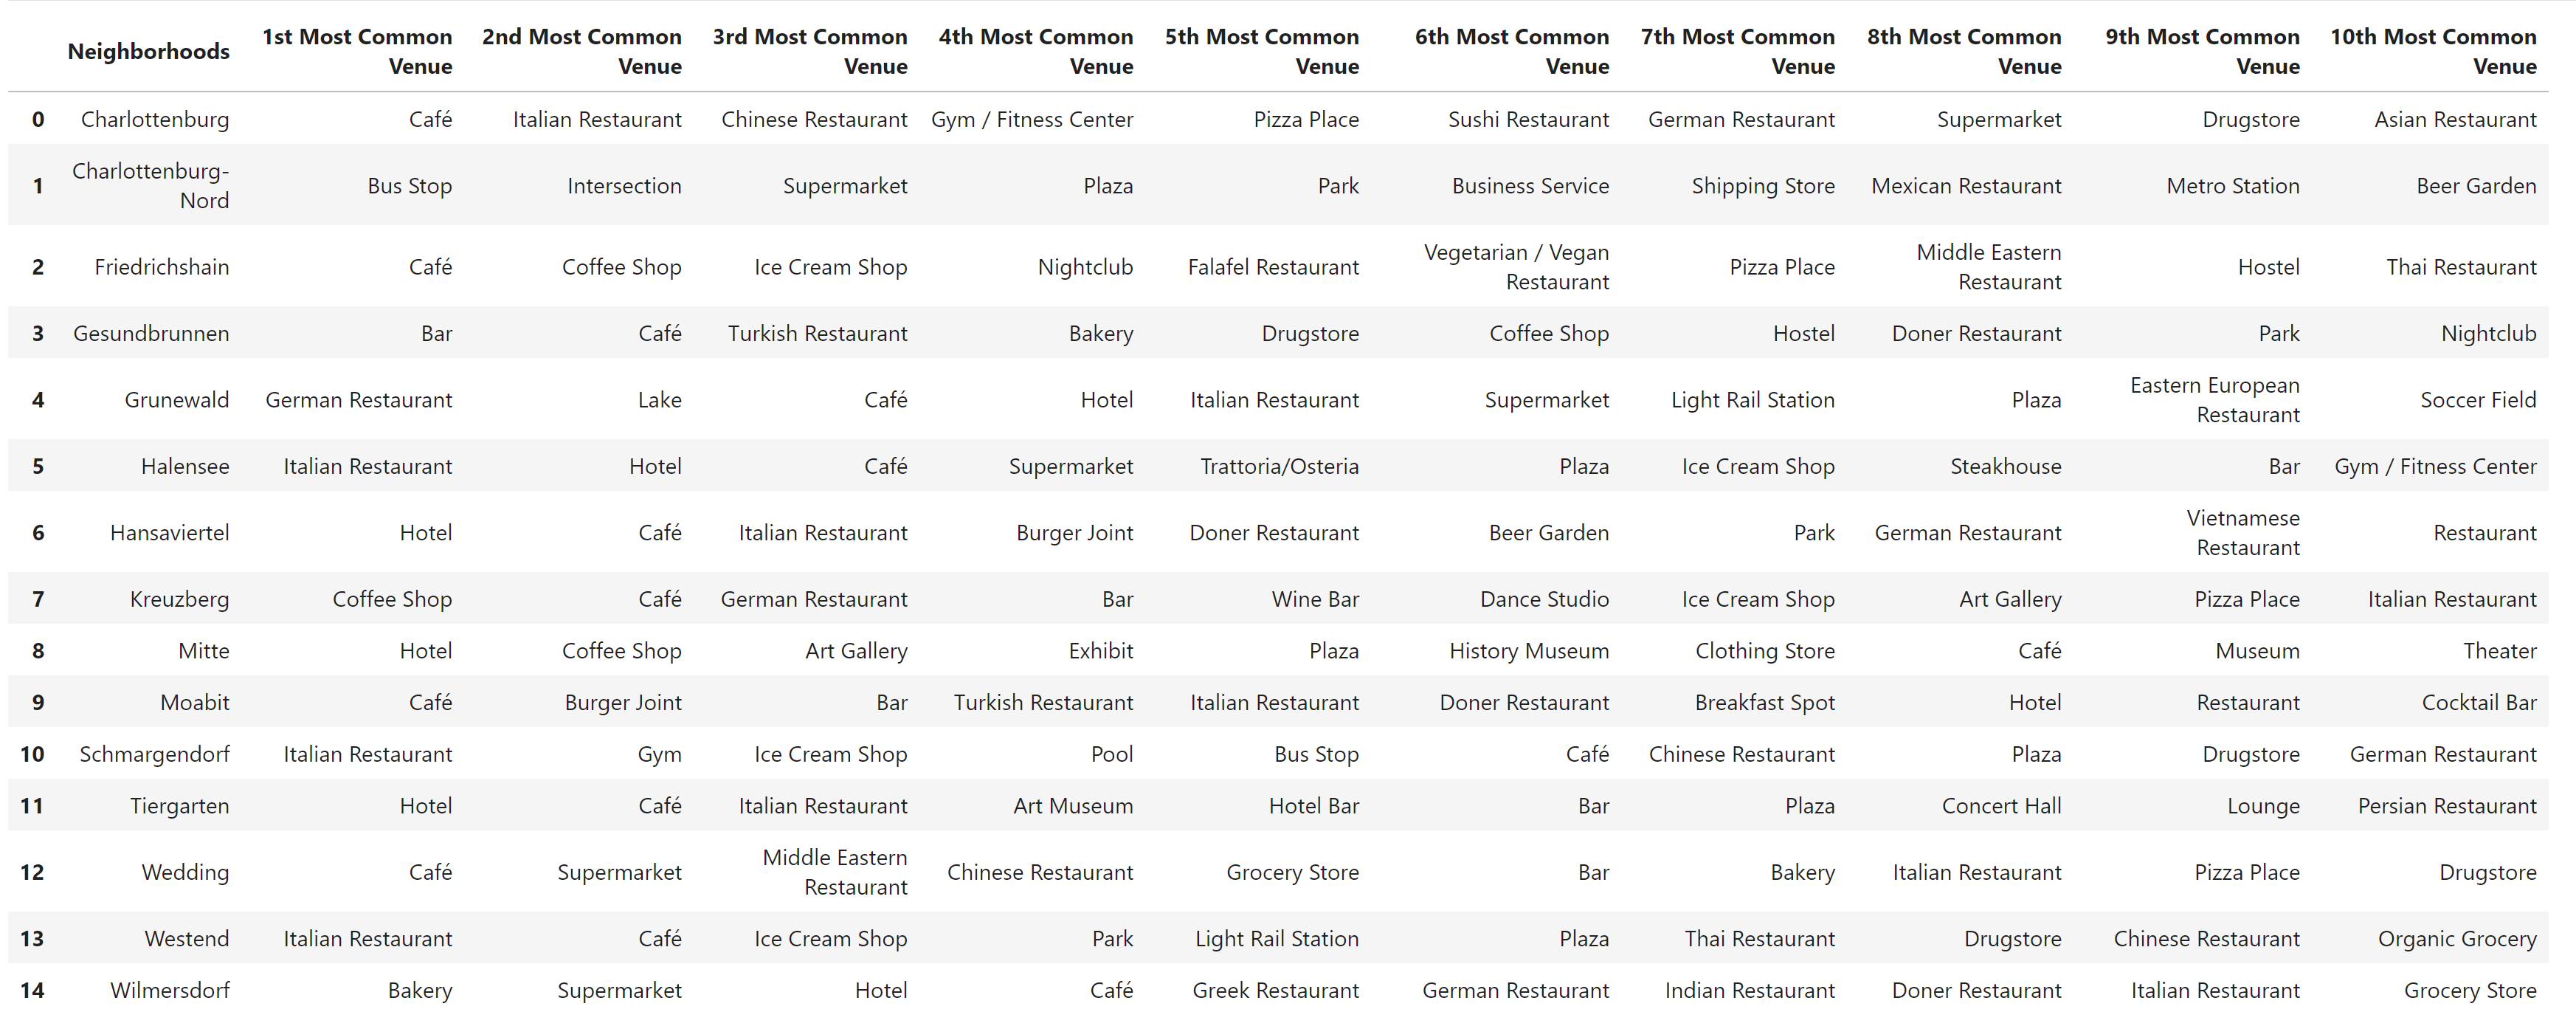 Neighborhoods 1st Most Common Venue 2nd Most Common Venue 3rd Most Common Venue 4th Most Common Venue 5th Most Common Venue 6th Most Common Venue 7th Most Common Venue 8th Most Common Venue 9th Most Common Venue 10th Most Common Venue
0 Charlottenburg Café Italian Restaurant Chinese Restaurant Gym / Fitness Center Pizza Place Sushi Restaurant German Restaurant Supermarket Drugstore Asian Restaurant
1 Charlottenburg-Nord Bus Stop Intersection Supermarket Plaza Park Business Service Shipping Store Mexican Restaurant Metro Station Beer Garden
2 Friedrichshain Café Coffee Shop Ice Cream Shop Nightclub Falafel Restaurant Vegetarian / Vegan Restaurant Pizza Place Middle Eastern Restaurant Hostel Thai Restaurant
3 Gesundbrunnen Bar Café Turkish Restaurant Bakery Drugstore Coffee Shop Hostel Doner Restaurant Park Nightclub
4 Grunewald German Restaurant Lake Café Hotel Italian Restaurant Supermarket Light Rail Station Plaza Eastern European Restaurant Soccer Field
5 Halensee Italian Restaurant Hotel Café Supermarket Trattoria/Osteria Plaza Ice Cream Shop Steakhouse Bar Gym / Fitness Center
6 Hansaviertel Hotel Café Italian Restaurant Burger Joint Doner Restaurant Beer Garden Park German Restaurant Vietnamese Restaurant Restaurant
7 Kreuzberg Coffee Shop Café German Restaurant Bar Wine Bar Dance Studio Ice Cream Shop Art Gallery Pizza Place Italian Restaurant
8 Mitte Hotel Coffee Shop Art Gallery Exhibit Plaza History Museum Clothing Store Café Museum Theater
9 Moabit Café Burger Joint Bar Turkish Restaurant Italian Restaurant Doner Restaurant Breakfast Spot Hotel Restaurant Cocktail Bar
10 Schmargendorf Italian Restaurant Gym Ice Cream Shop Pool Bus Stop Café Chinese Restaurant Plaza Drugstore German Restaurant
11 Tiergarten Hotel Café Italian Restaurant Art Museum Hotel Bar Bar Plaza Concert Hall Lounge Persian Restaurant
12 Wedding Café Supermarket Middle Eastern Restaurant Chinese Restaurant Grocery Store Bar Bakery Italian Restaurant Pizza Place Drugstore
13 Westend Italian Restaurant Café Ice Cream Shop Park Light Rail Station Plaza Thai Restaurant Drugstore Chinese Restaurant Organic Grocery
14 Wilmersdorf Bakery Supermarket Hotel Café Greek Restaurant German Restaurant Indian Restaurant Doner Restaurant Italian Restaurant Grocery Store